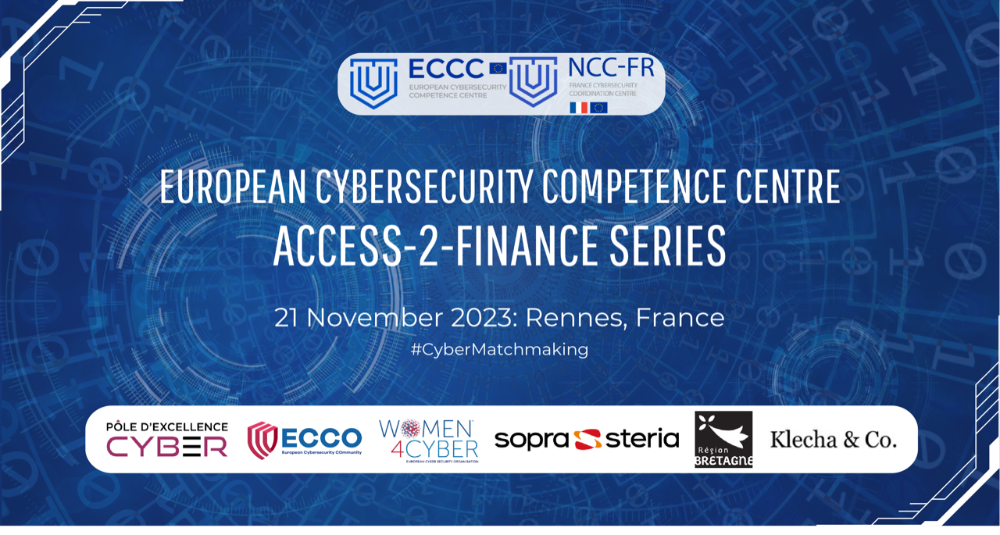 ECCC
EUROPEAN CYBERSECURITY
COMPETENCE CENTRE
NCC-FR
FRANCE CYBERSECURITY
COORDINATION CENTRE
EUROPEAN CYBERSECURITY COMPETENCE CENTRE
ACCESS-2-FINANCE SERIES
21 November 2023: Rennes, France
#CyberMatchmaking
PÔLE D'EXCELLENCE
CYBER
ECCO
European Cybersecurity COmmunity
WOMEN
4CYBER
EUROPEAN CYBER SECURITY ORGANISATION
sopra steria
Région
BRETAGNE
Klecha & Co.